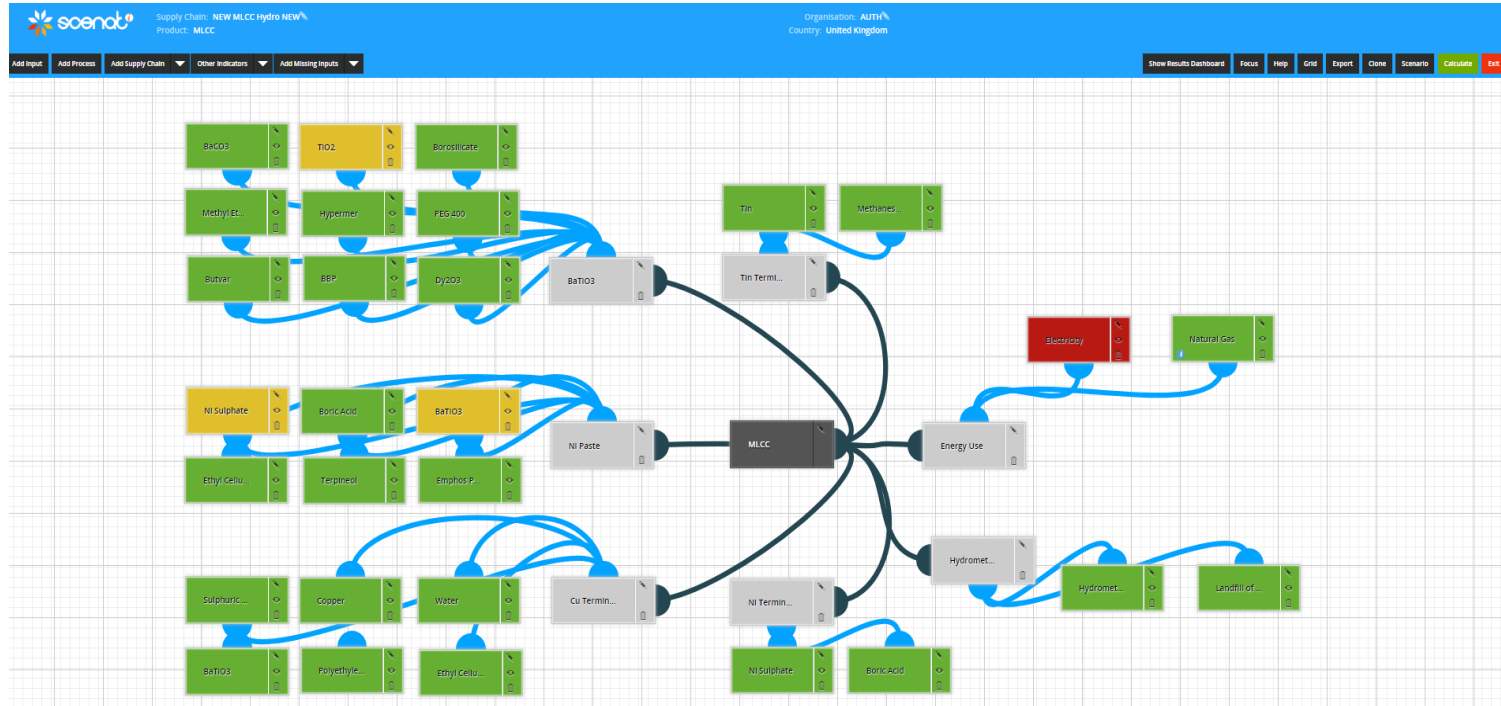 scenat
Supply Chain: NEW MLCC Hydro NEW
Product: MLCC
Organisation: AUTH
Country: United Kingdom
Add Input
Add Process
Add Supply Chain
Other Indicators
Add Missing Inputs
Show Results Dashboard
Focus
Help
Grid
Export
Clone
Scenario
Calculate
Exit
BaCO3
TIO2
Borosilicate
Methyl Et...
Hypermer
PEG 400
Butvar
BBP
Dy2O3
BaTIO3
Tin
Methanes...
Tin Termi...
Electricity
Natural Gas
Ni Sulphate
Boric Acid
BaTIO3
Ni Paste
MLCC
Energy Use
Ethyl Cellu...
Terpineol
Emphos P...
Hydromet...
Sulphuric ...
Copper
Water
Cu Termin...
Ni Termin...
Hydromet...
Landfill of ...
BaTIO3
Polyethyle...
Ethyl Cellu...
Ni Sulphate
Boric Acid